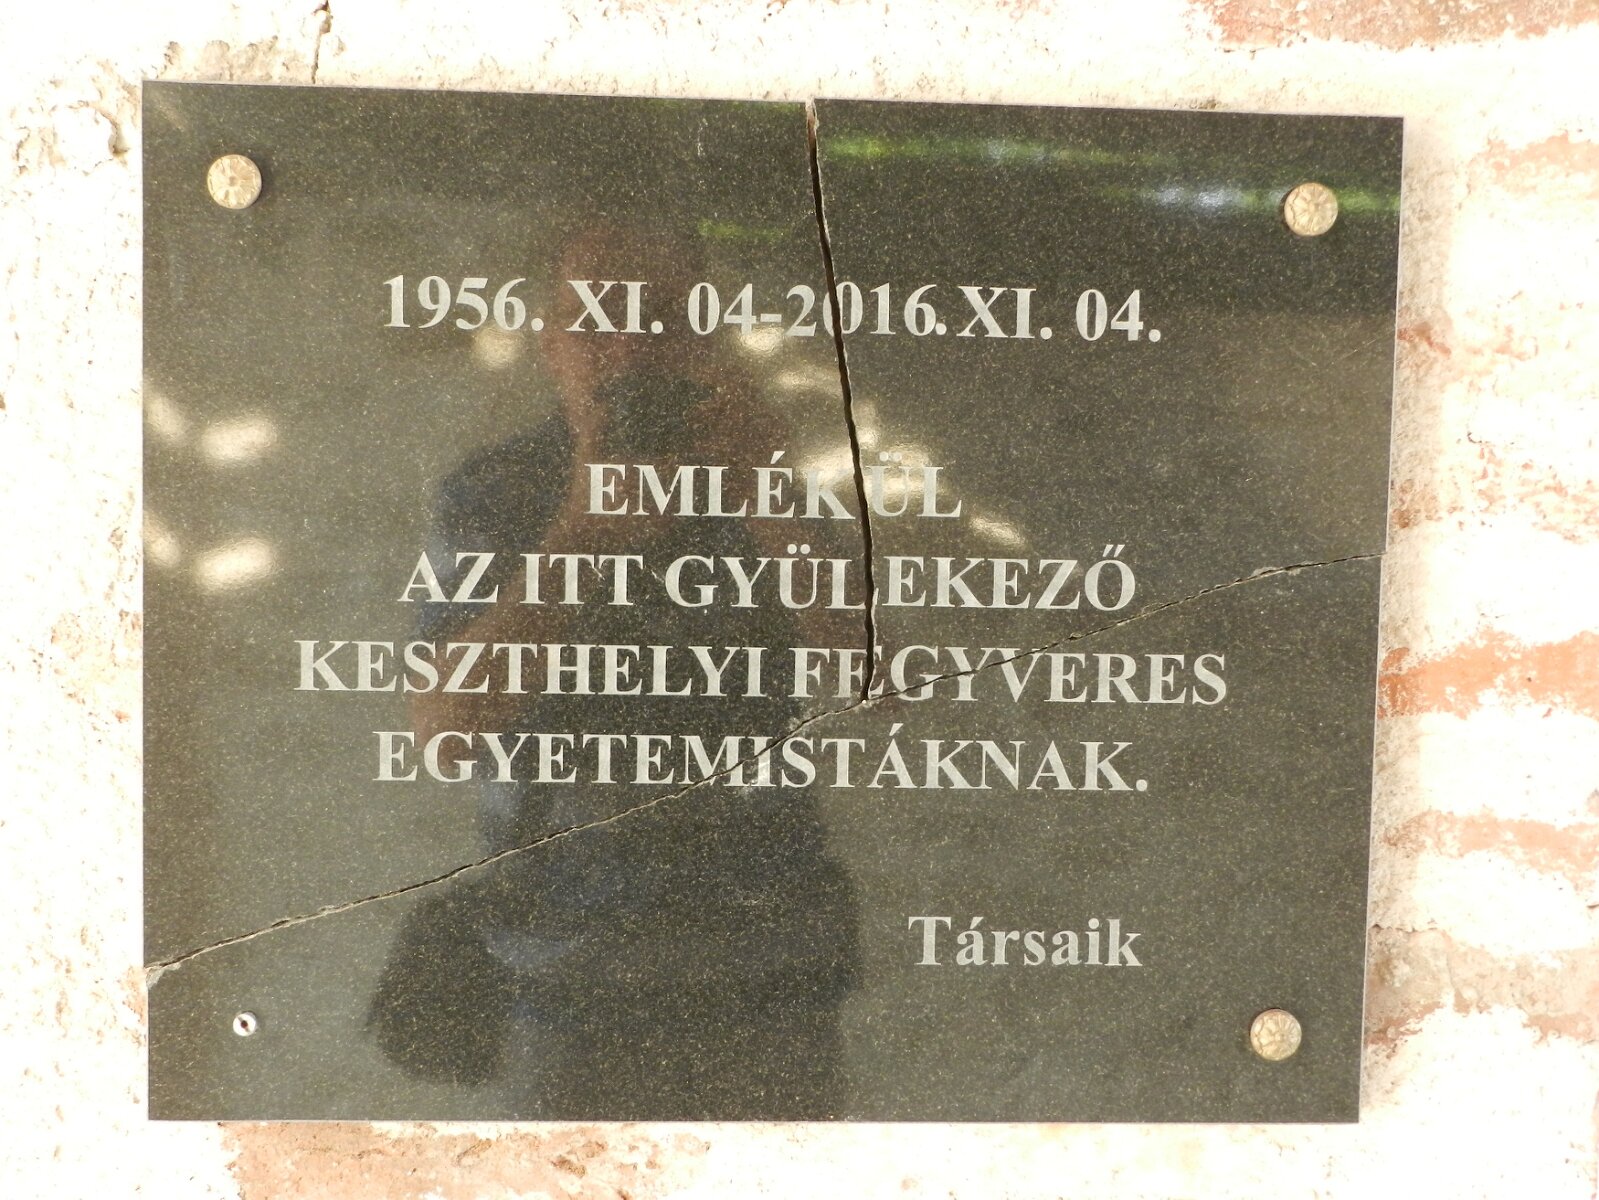 1956. XI. 04-2016. XI. 04.
EMLÉKÜL
AZ ITT GYÜLEKEZŐ
KESZTHELYI FEGYVERES
EGYETEMISTÁKNAK.
Társaik